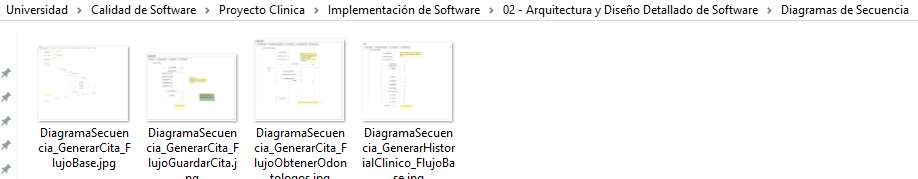 Universidad > Calidad de Software > Proyecto Clinica > Implementación de Software > 02 - Arquitectura y Diseño Detallado de Software > Diagramas de Secuencia
DiagramaSecuen
cia_GenerarCita_F
lujoBase.jpg
DiagramaSecuen
cia_GenerarCita_F
lujoGuardarCita.j
pg
DiagramaSecuen
cia_GenerarCita_F
lujoObtenerOdon
tologos.jpg
DiagramaSecuen
cia_GenerarHistor
ialClinico_FlujoBa
se.jpg